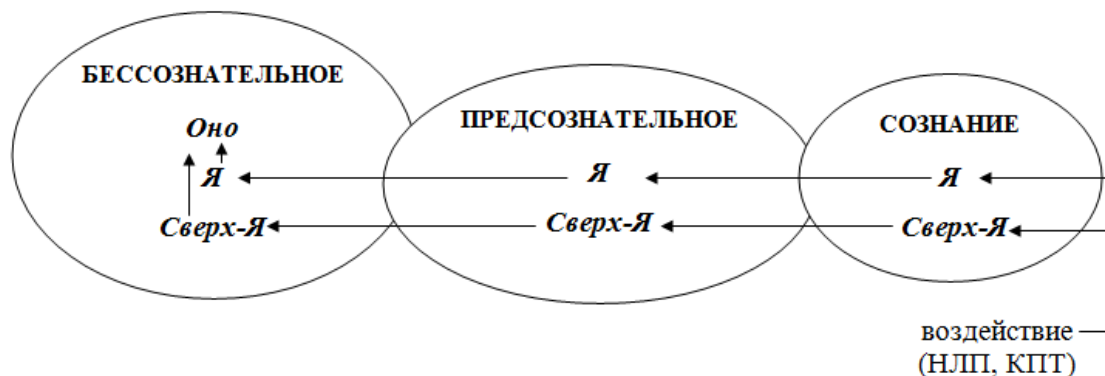 БЕССОЗНАТЕЛЬНОЕ
Оно
Я
Сверх-Я
ПРЕДСОЗНАТЕЛЬНОЕ
Я
Сверх-Я
СОЗНАНИЕ
Я
Сверх-Я
воздействие
(НЛП, КПТ)